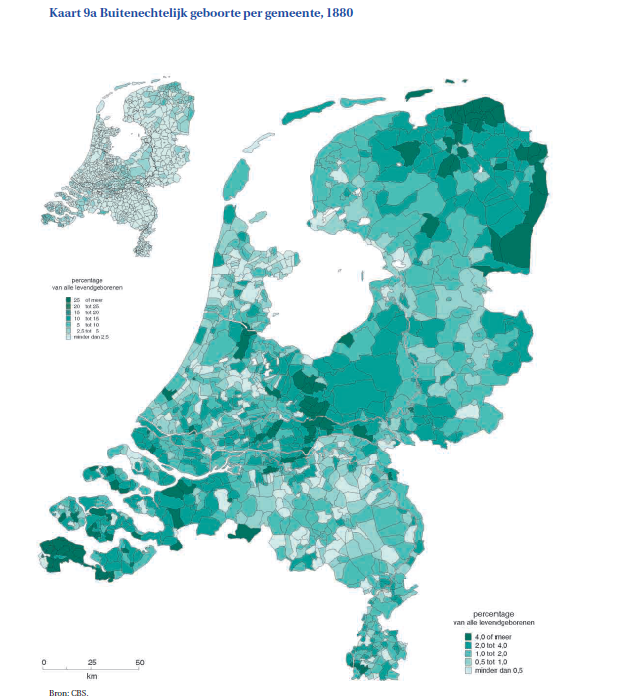 Kaart 9a Buitenechtelijk geboorte per gemeente, 1880
percentage
van alle levendgeborenen
25 of meer
20 tot 25
15 tot 20
10 tot 15
5 tot 10
2,5 tot 5
minder dan 2,5
percentage
van alle levendgeborenen
4,0 of meer
2,0 tot 4,0
1,0 tot 2,0
0,5 tot 1,0
minder dan 0,5
0 25 50
km
Bron: CBS.